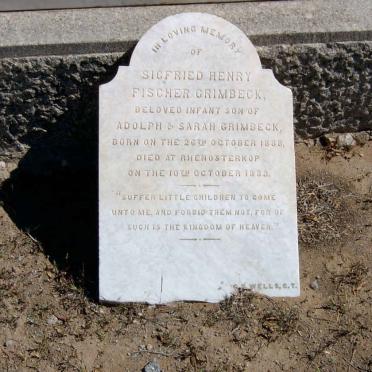 IN LOVING MEMORY
OF
SIGFRIED HENRY
FISCHER GRIMBECK,
BELOVED INFANT SON OF
ADOLPH & SARAH GRIMBECK,
BORN ON THE 26TH OCTOBER 1888,
DIED AT RHENOSTERKOP
ON THE 10TH OCTOBER 1889.
"SUFFER LITTLE CHILDREN TO COME
UNTO ME, AND FORBID THEM NOT, FOR OF
SUCH IS THE KINGDOM OF HEAVEN."
WELLS,